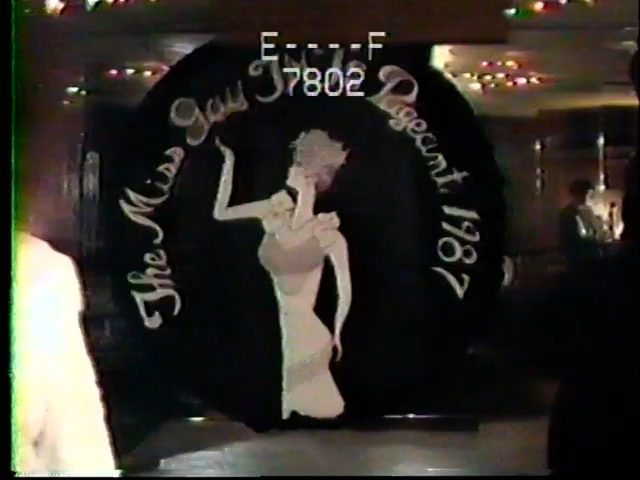 E----F
7802
The Miss Gay
Pageant, 1987